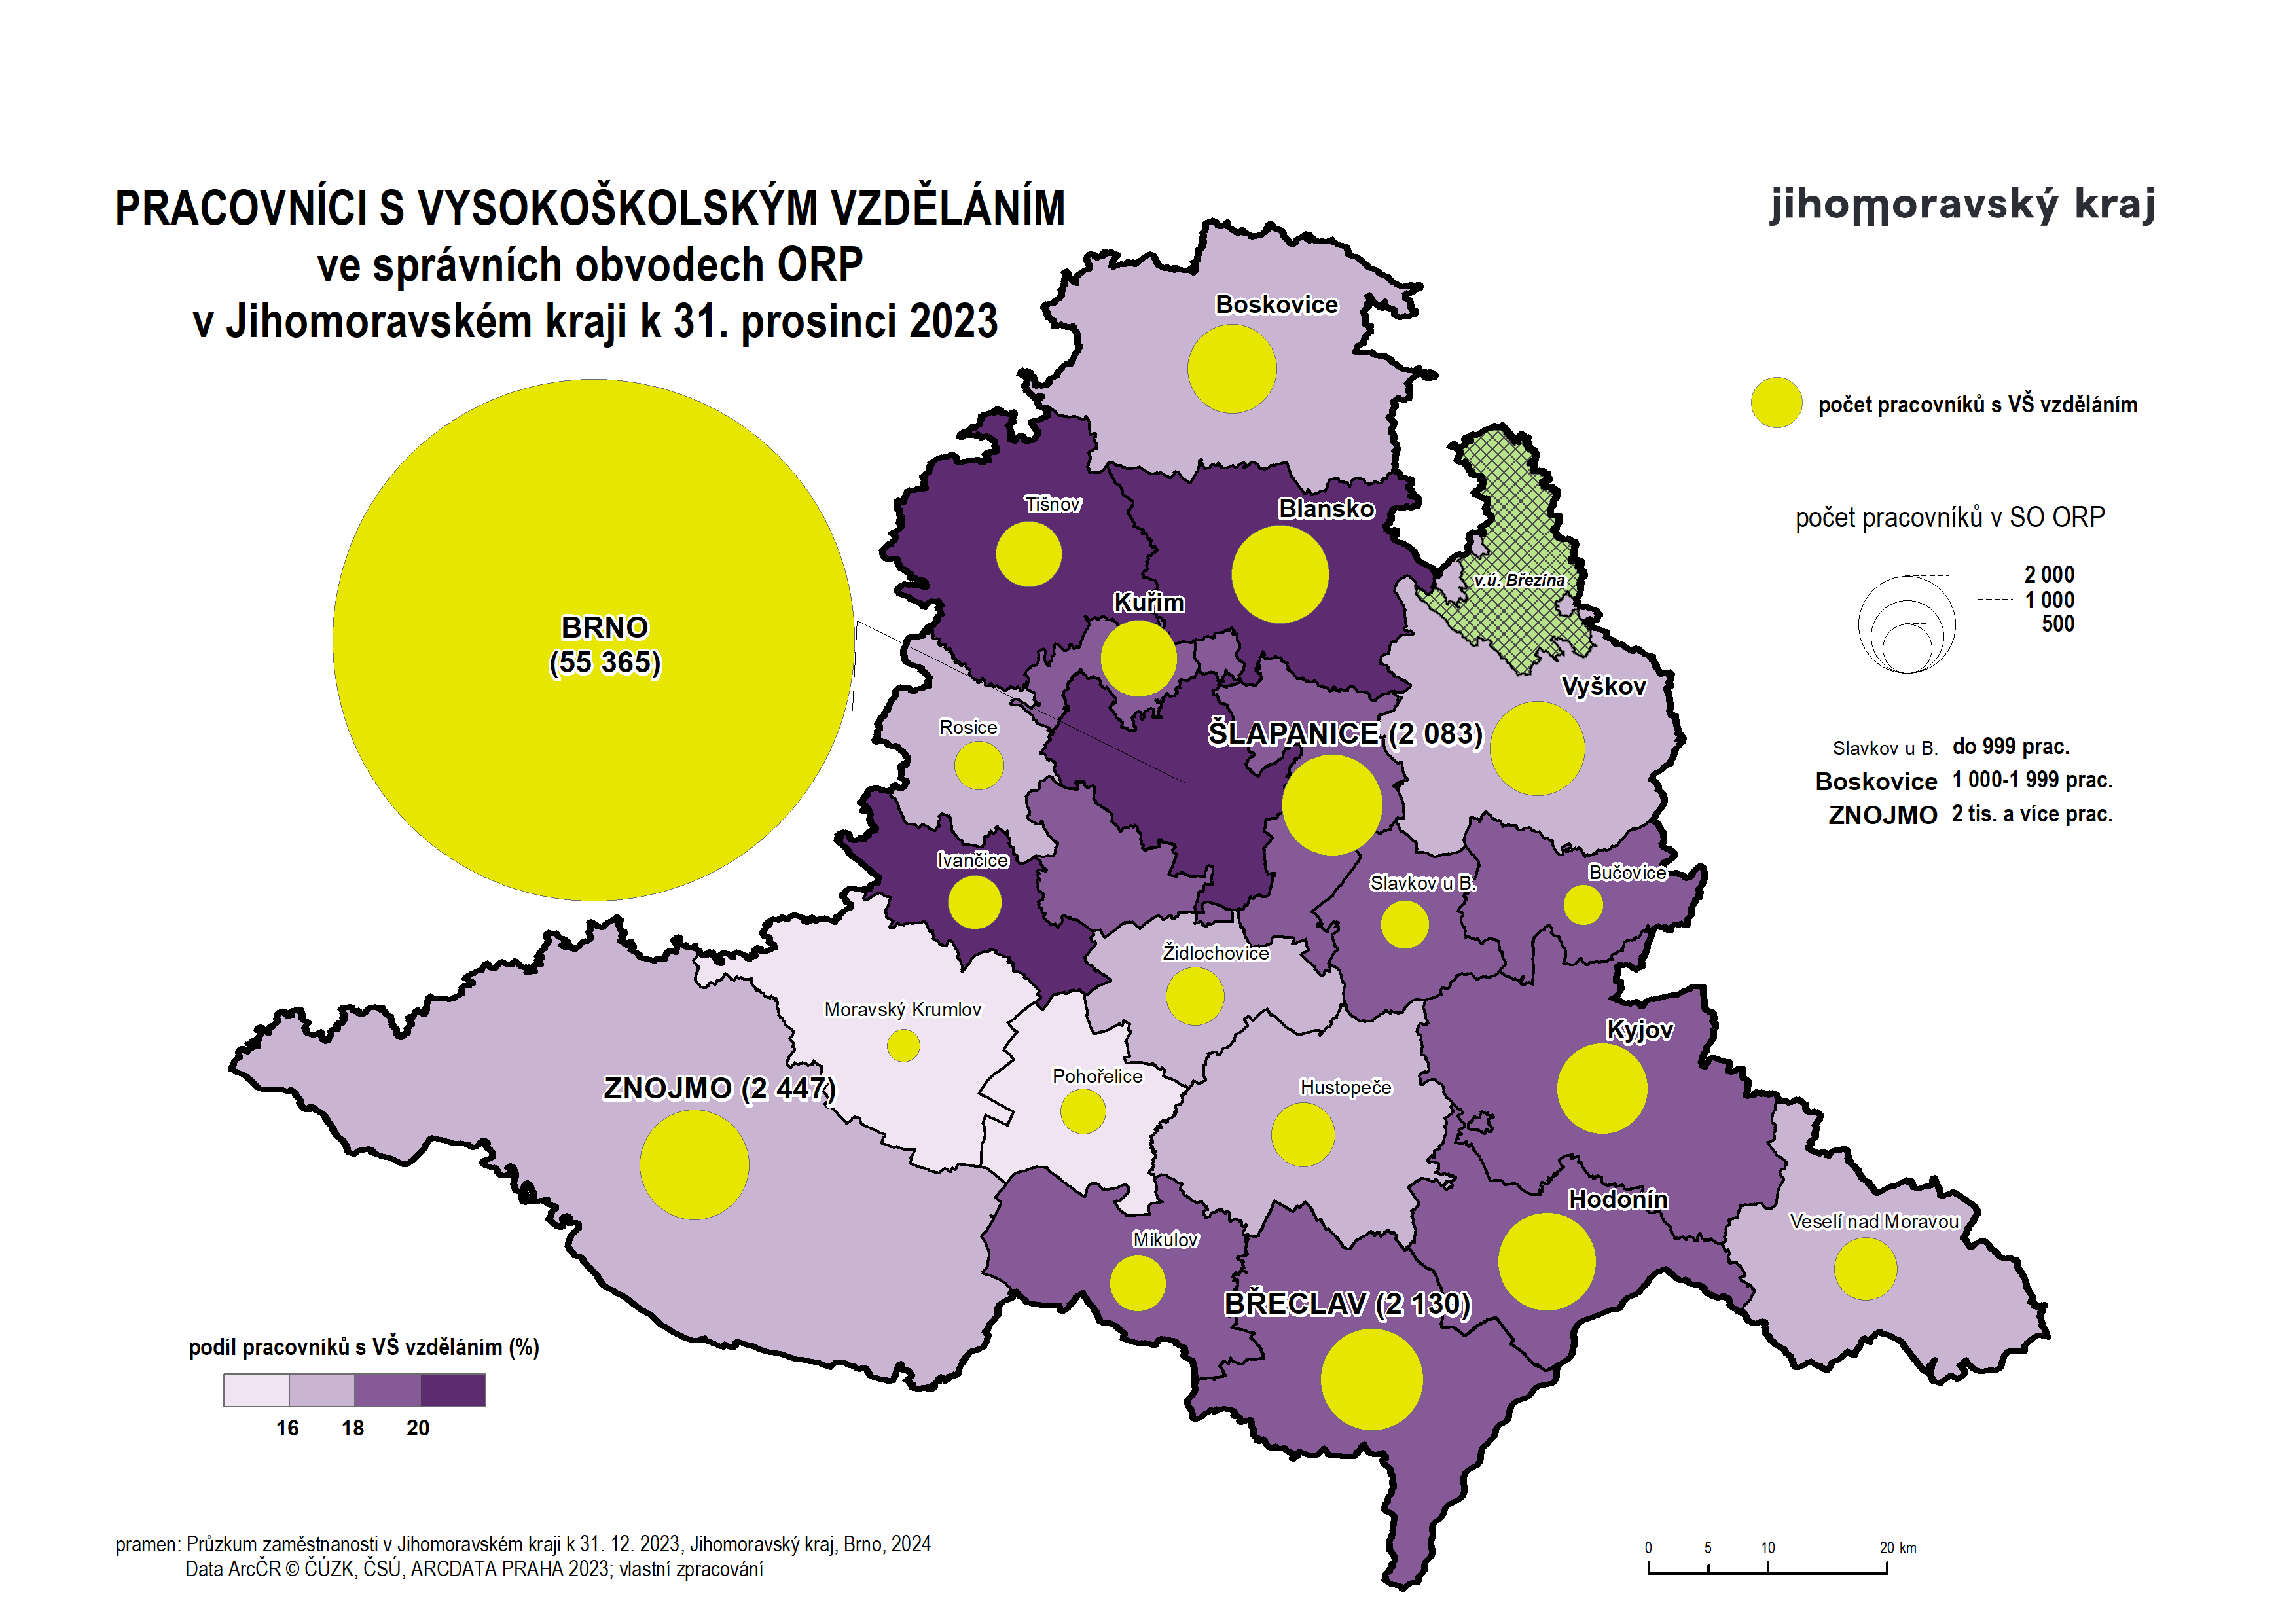 PRACOVNÍCI S VYSOKOŠKOLSKÝM VZDĚLÁNÍM
ve správních obvodech ORP
v Jihomoravském kraji k 31. prosinci 2023
jihomoravský kraj
počet pracovníků s VŠ vzděláním
počet pracovníků v SO ORP
2 000
1 000
500
Slavkov u B. do 999 prac.
Boskovice 1 000-1 999 prac.
ZNOJMO 2 tis. a více prac.
Boskovice
Tišnov
Blansko
v.ú. Březina
Kuřim
BRNO
(55 365)
Vyškov
Rosice
ŠLAPANICE (2 083)
Ivančice
Slavkov u B.
Bučovice
Židlochovice
Moravský Krumlov
Kyjov
Pohořelice
ZNOJMO (2 447)
Hustopeče
Hodonín
Veselí nad Moravou
Mikulov
BŘECLAV (2 130)
podíl pracovníků s VŠ vzděláním (%)
16 18 20
pramen: Průzkum zaměstnanosti v Jihomoravském kraji k 31. 12. 2023, Jihomoravský kraj, Brno, 2024
Data ArcČR © ČÚZK, ČSÚ, ARCDATA PRAHA 2023; vlastní zpracování
0 5 10 20 km